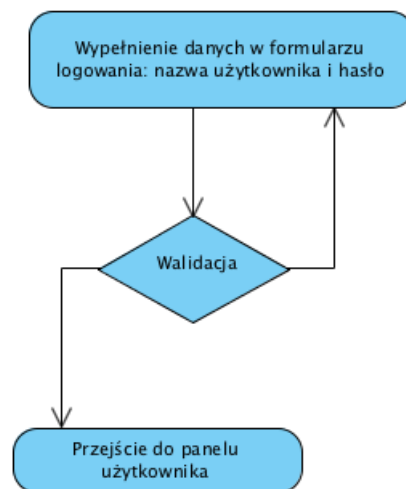 Wypełnienie danych w formularzu
logowania: nazwa użytkownika i hasło
Walidacja
Przejście do panelu
użytkownika